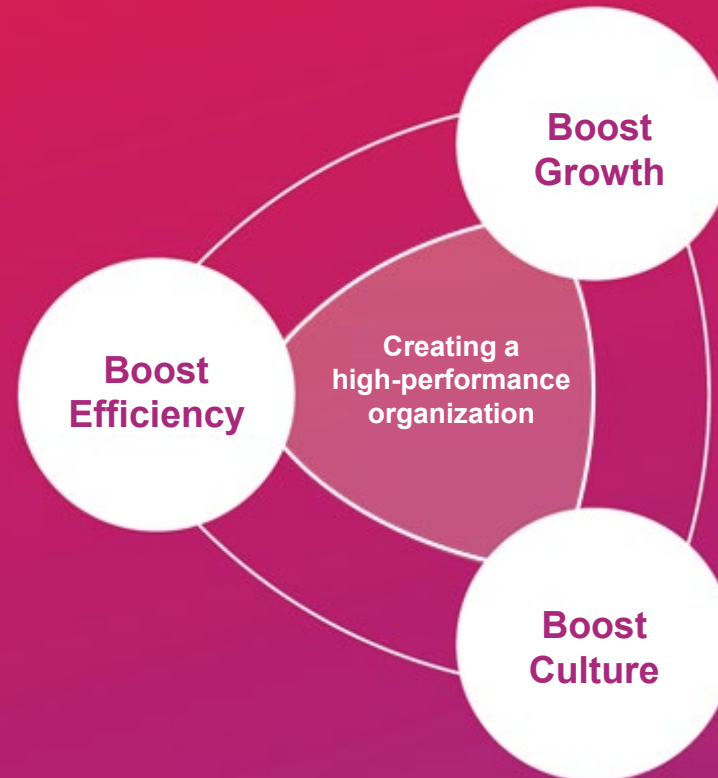 Boost
Growth
Boost
Efficiency
Creating a
high-performance
organization
Boost
Culture